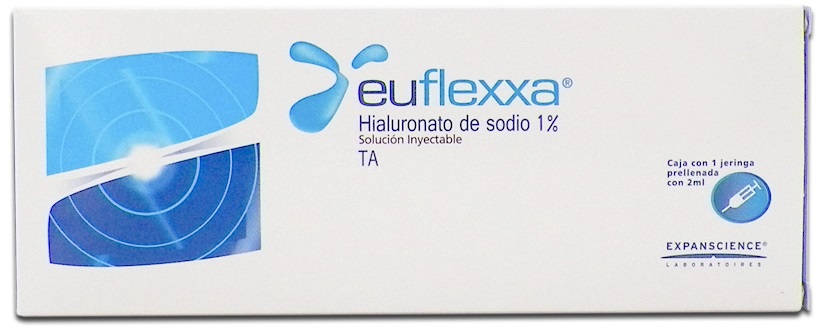 euflexxa®
Hialuronato de sodio 1%
Solución Inyectable
TA
Caja con 1 jeringa
prellenada
con 2ml
EXPANSCIENCE®
LABORATOIRES